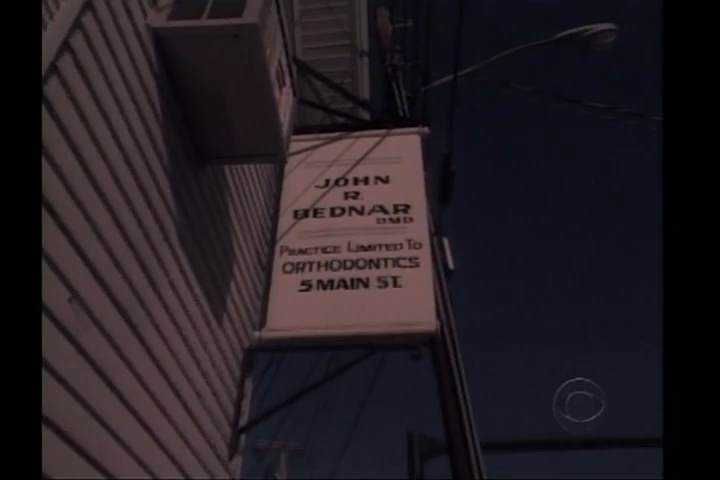 JOHN
R.
BEDNAR
DMD
PRACTICE LIMITED TO
ORTHODONTICS
5 MAIN ST.